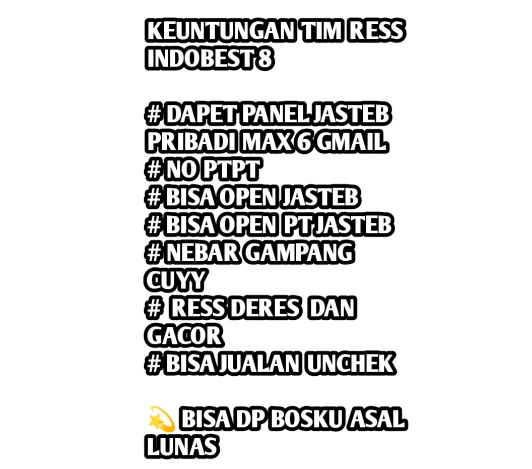 KEUNTUNGAN TIM RESS
INDOBEST 8
# DAPET PANEL JASTEB
PRIBADI MAX 6 GMAIL
# NO PTPT
# BISA OPEN JASTEB
# BISA OPEN PT JASTEB
# NEBAR GAMPANG
CUYY
# RESS DERES DAN
GACOR
# BISA JUALAN UNCHEK
💫 BISA DP BOSKU ASAL
LUNAS